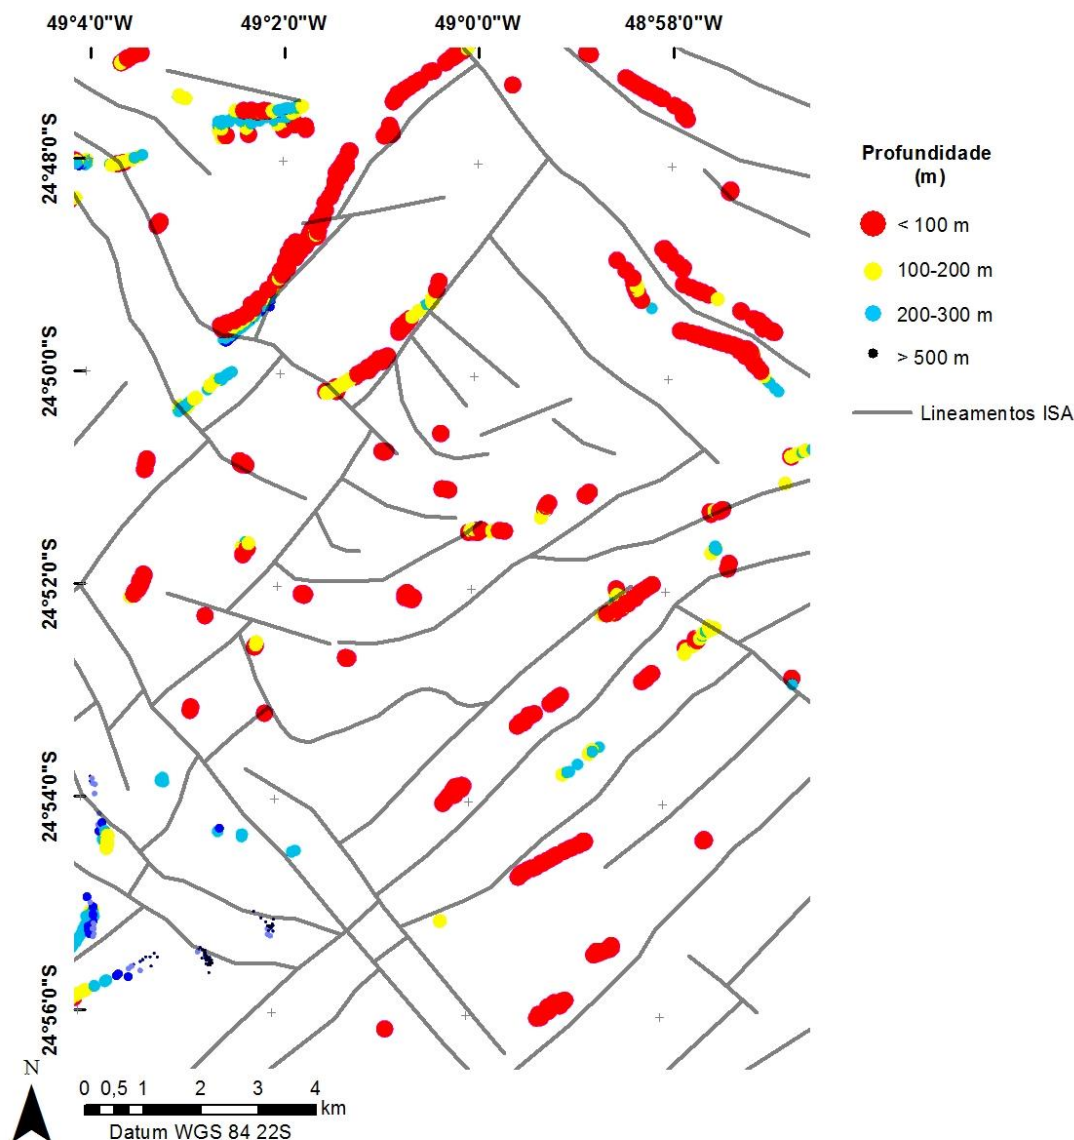 49°4'0"W 49°2'0"W 49°0'0"W 48°58'0"W
24°48'0"S
24°50'0"S
24°52'0"S
24°54'0"S
24°56'0"S
Profundidade
(m)
< 100 m
100-200 m
200-300 m
> 500 m
Lineamentos ISA
N
0 0,5 1 2 3 4
km
Datum WGS 84 22S